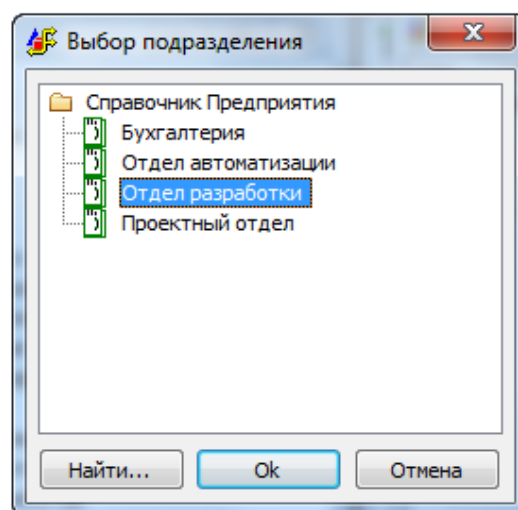 Выбор подразделения
Справочник Предприятия
Бухгалтерия
Отдел автоматизации
Отдел разработки
Проектный отдел
Найти... Ok Отмена